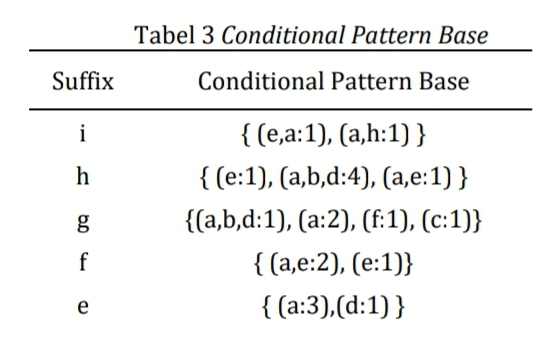 Tabel 3 Conditional Pattern Base
Suffix Conditional Pattern Base
i { (e,a:1), (a,h:1) }
h { (e:1), (a,b,d:4), (a,e:1) }
g {(a,b,d:1), (a:2), (f:1), (c:1)}
f { (a,e:2), (e:1)}
e { (a:3),(d:1) }